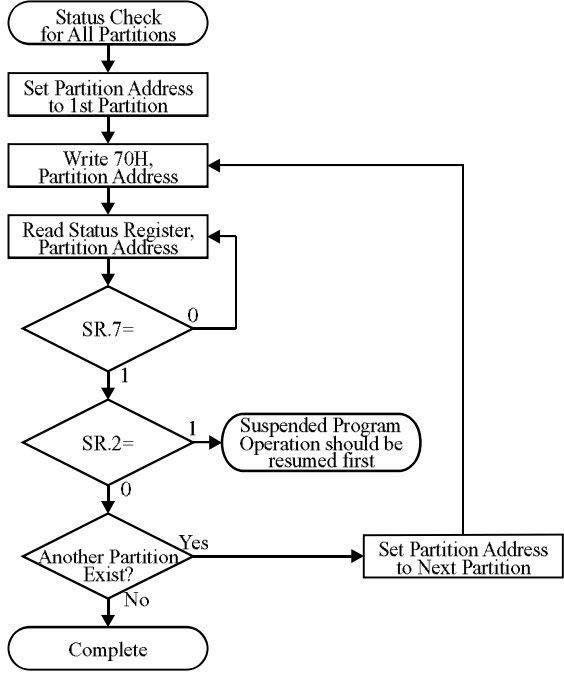 Status Check
for All Partitions
Set Partition Address
to 1st Partition
Write 70H,
Partition Address
Read Status Register,
Partition Address
SR.7=
0
1
SR.2=
1
Suspended Program
Operation should be
resumed first
0
Another Partition
Exist?
Yes
Set Partition Address
to Next Partition
No
Complete